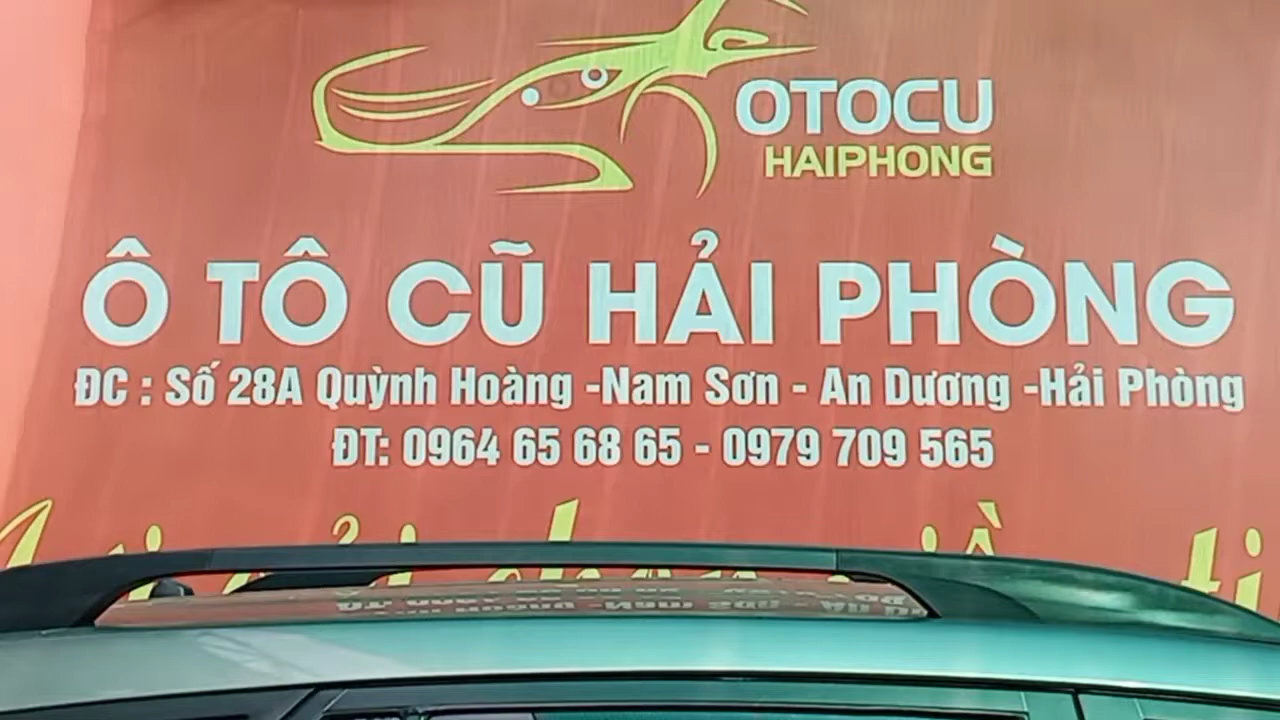 OTOCU
HAIPHONG
Ô TÔ CŨ HẢI PHÒNG
ĐC : Số 28A Quỳnh Hoàng -Nam Sơn - An Dương -Hải Phòng
ĐT: 0964 65 68 65 - 0979 709 565